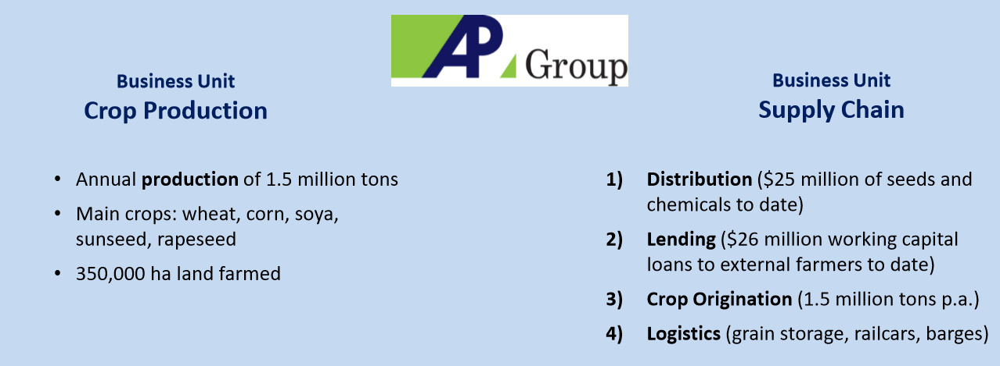 AP Group
Business Unit
Crop Production
• Annual production of 1.5 million tons
• Main crops: wheat, corn, soya,
sunseed, rapeseed
• 350,000 ha land farmed
Business Unit
Supply Chain
1) Distribution ($25 million of seeds and
chemicals to date)
2) Lending ($26 million working capital
loans to external farmers to date)
3) Crop Origination (1.5 million tons p.a.)
4) Logistics (grain storage, railcars, barges)